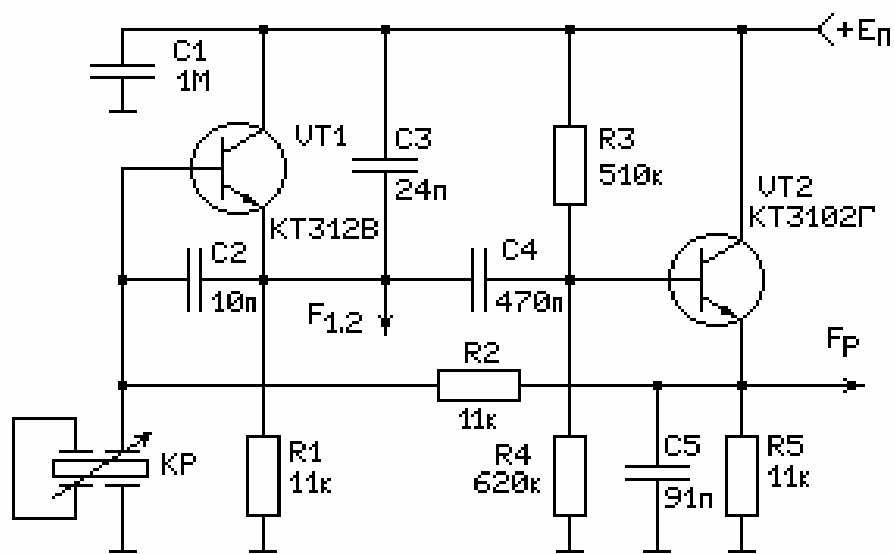 +Eп
C1
1М
VT1
C3
24п
R3
510к
VT2
КТ3102Г
КТ312В
C2
10п
C4
470п
F1.2
R2
11к
Fр
КР
R1
11к
R4
620к
C5
91п
R5
11к